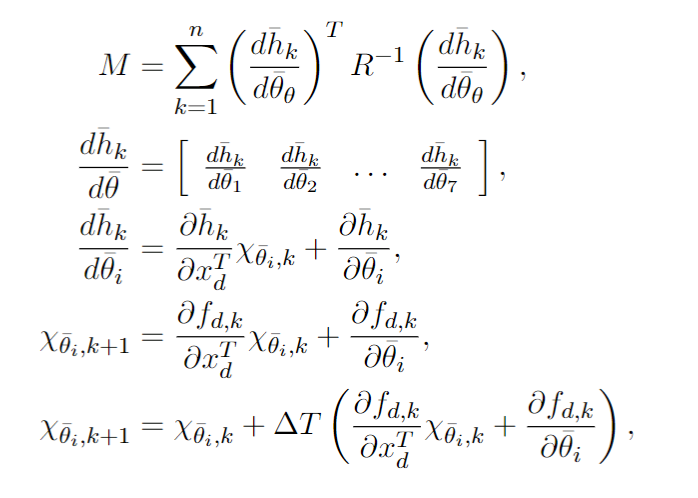 M = \sum_{k=1}^{n} \left( \frac{d\bar{h}_k}{d\bar{\theta}_\theta} \right)^T R^{-1} \left( \frac{d\bar{h}_k}{d\bar{\theta}_\theta} \right),
\frac{d\bar{h}_k}{d\bar{\theta}} = \left[ \frac{d\bar{h}_k}{d\bar{\theta}_1} \quad \frac{d\bar{h}_k}{d\bar{\theta}_2} \quad \dots \quad \frac{d\bar{h}_k}{d\bar{\theta}_7} \right],
\frac{d\bar{h}_k}{d\bar{\theta}_i} = \frac{\partial \bar{h}_k}{\partial x_d^T} \chi_{\bar{\theta}_i,k} + \frac{\partial \bar{h}_k}{\partial \bar{\theta}_i},
\chi_{\bar{\theta}_i,k+1} = \frac{\partial f_{d,k}}{\partial x_d^T} \chi_{\bar{\theta}_i,k} + \frac{\partial f_{d,k}}{\partial \bar{\theta}_i},
\chi_{\bar{\theta}_i,k+1} = \chi_{\bar{\theta}_i,k} + \Delta T \left( \frac{\partial f_{d,k}}{\partial x_d^T} \chi_{\bar{\theta}_i,k} + \frac{\partial f_{d,k}}{\partial \bar{\theta}_i} \right),